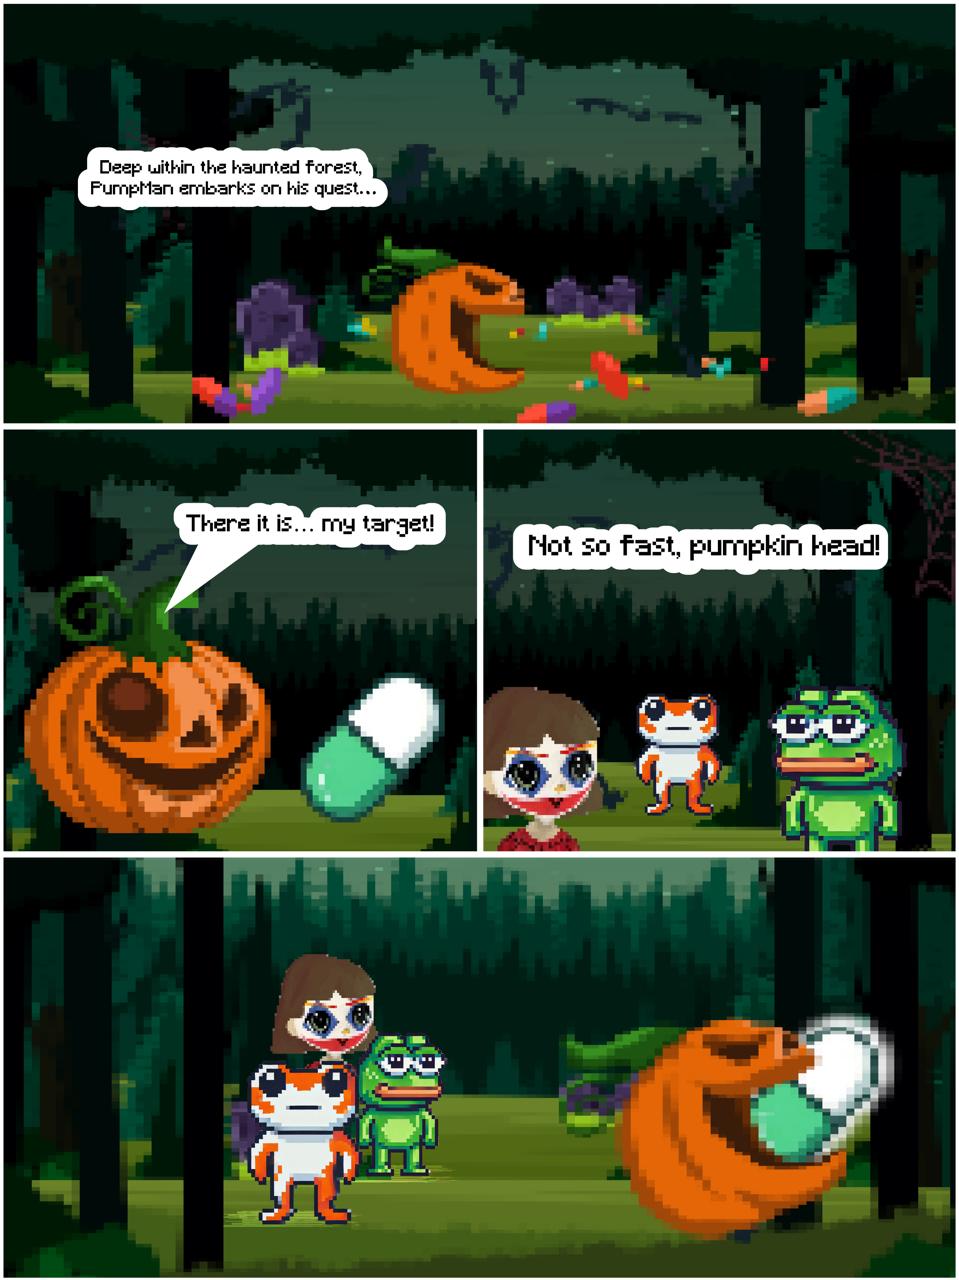 Deep within the haunted forest,
PumpMan embarks on his quest...
There it is... my target!
Not so fast, pumpkin head!